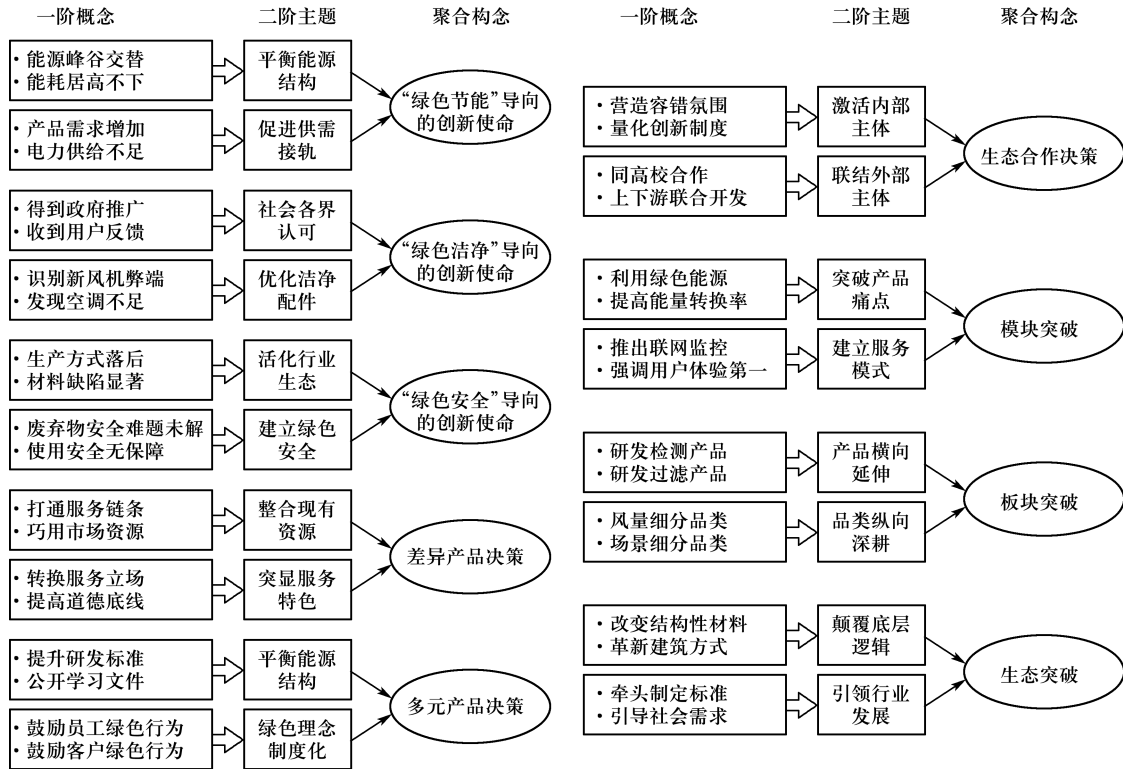 一阶概念
二阶主题
聚合构念
· 能源峰谷交替
· 能耗居高不下
平衡能源
结构
· 产品需求增加
· 电力供给不足
促进供需
接轨
“绿色节能”导向
的创新使命
· 得到政府推广
· 收到用户反馈
社会各界
认可
· 识别新风机弊端
· 发现空调不足
优化洁净
配件
“绿色洁净”导向
的创新使命
· 生产方式落后
· 材料缺陷显著
活化行业
生态
· 废弃物安全难题未解
· 使用安全无保障
建立绿色
安全
“绿色安全”导向
的创新使命
· 打通服务链条
· 巧用市场资源
整合现有
资源
· 转换服务立场
· 提高道德底线
突显服务
特色
差异产品决策
· 提升研发标准
· 公开学习文件
平衡能源
结构
· 鼓励员工绿色行为
· 鼓励客户绿色行为
绿色理念
制度化
多元产品决策
一阶概念
二阶主题
聚合构念
· 营造容错氛围
· 量化创新制度
激活内部
主体
· 同高校合作
· 上下游联合开发
联结外部
主体
生态合作决策
· 利用绿色能源
· 提高能量转换率
突破产品
痛点
· 推出联网监控
· 强调用户体验第一
建立服务
模式
模块突破
· 研发检测产品
· 研发过滤产品
产品横向
延伸
· 风量细分品类
· 场景细分品类
品类纵向
深耕
板块突破
· 改变结构性材料
· 革新建筑方式
颠覆底层
逻辑
· 牵头制定标准
· 引导社会需求
引领行业
发展
生态突破